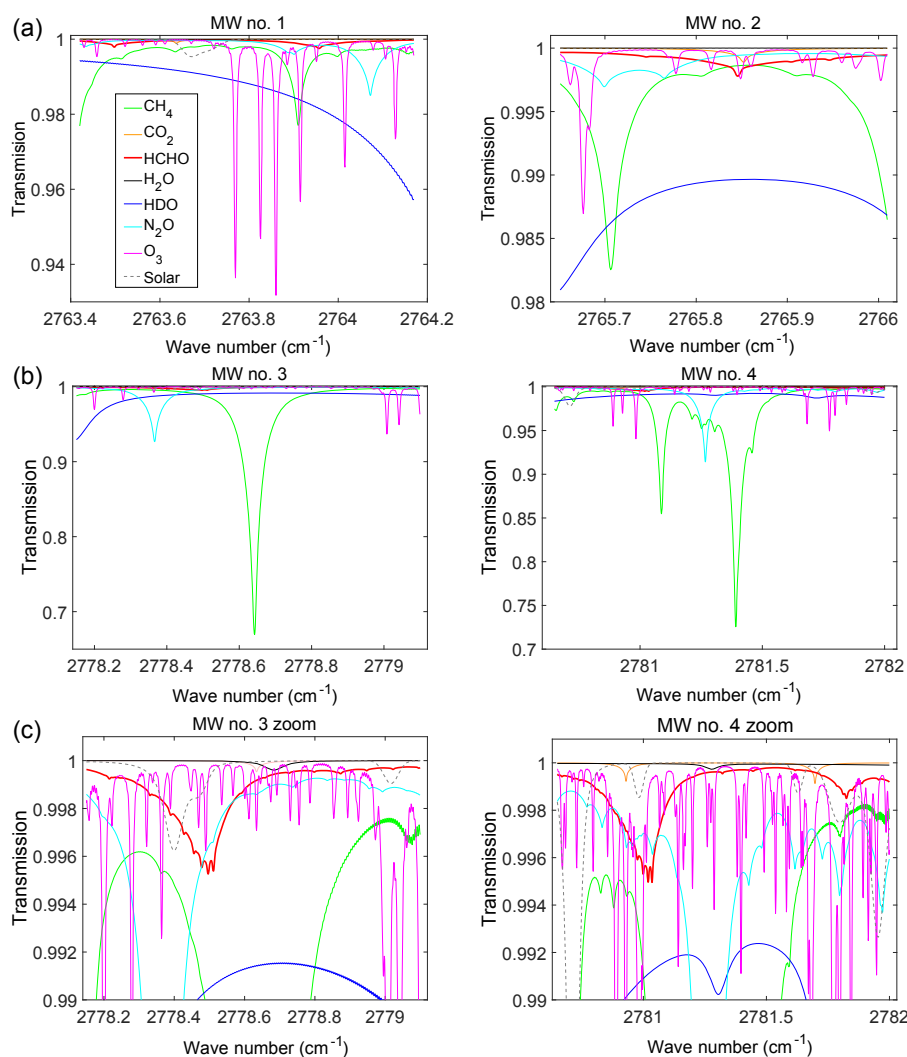 (a)
MW no. 1
1
0.98
0.96
0.94
Transmision
CH4
CO2
HCHO
H2O
HDO
N2O
O3
Solar
2763.4 2763.6 2763.8 2764 2764.2
Wave number (cm-1)
MW no. 2
1
0.995
0.99
0.985
0.98
Transmission
2765.7 2765.8 2765.9 2766
Wave number (cm-1)
(b)
MW no. 3
1
0.9
0.8
0.7
Transmission
2778.2 2778.4 2778.6 2778.8 2779
Wave number (cm-1)
MW no. 4
1
0.95
0.9
0.85
0.8
0.75
0.7
Transmission
2781 2781.5 2782
Wave number (cm-1)
(c)
MW no. 3 zoom
1
0.998
0.996
0.994
0.992
0.99
Transmission
2778.2 2778.4 2778.6 2778.8 2779
Wave number (cm-1)
MW no. 4 zoom
1
0.998
0.996
0.994
0.992
0.99
Transmission
2781 2781.5 2782
Wave number (cm-1)